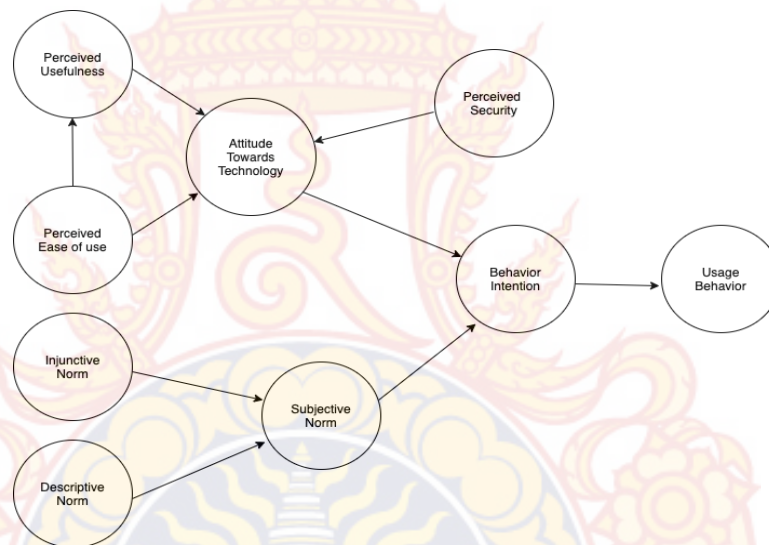 Perceived
Usefulness
Perceived
Security
Attitude
Towards
Technology
Perceived
Ease of use
Behavior
Intention
Usage
Behavior
Injunctive
Norm
Subjective
Norm
Descriptive
Norm